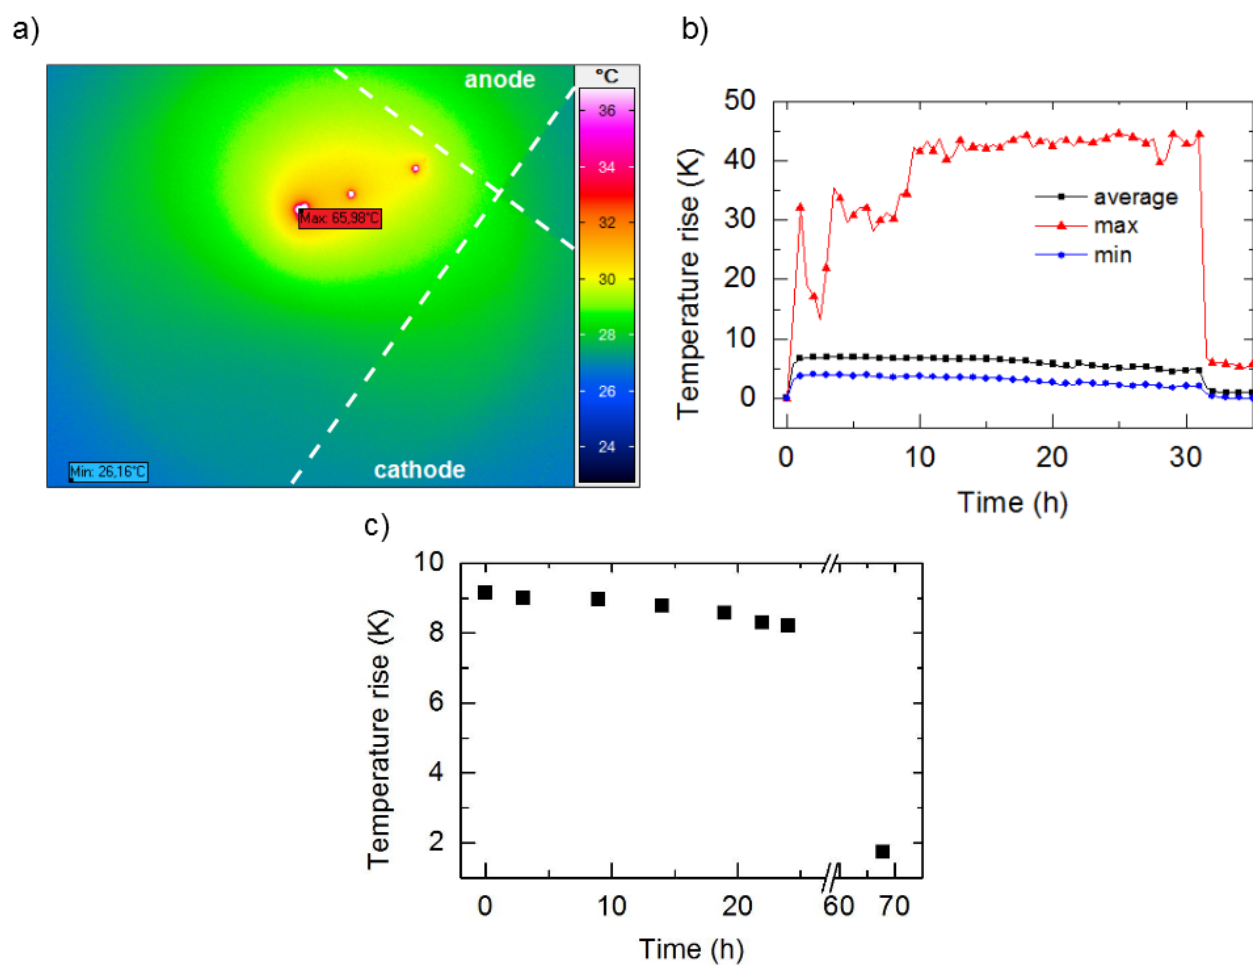 a)
anode
°C
36
34
32
30
28
26
24
Max: 65,98°C
Min: 26,16°C
cathode
b)
50
40
30
20
10
0
Temperature rise (K)
average
max
min
0 10 20 30
Time (h)
c)
10
8
6
4
2
Temperature rise (K)
0 10 20 60 70
Time (h)